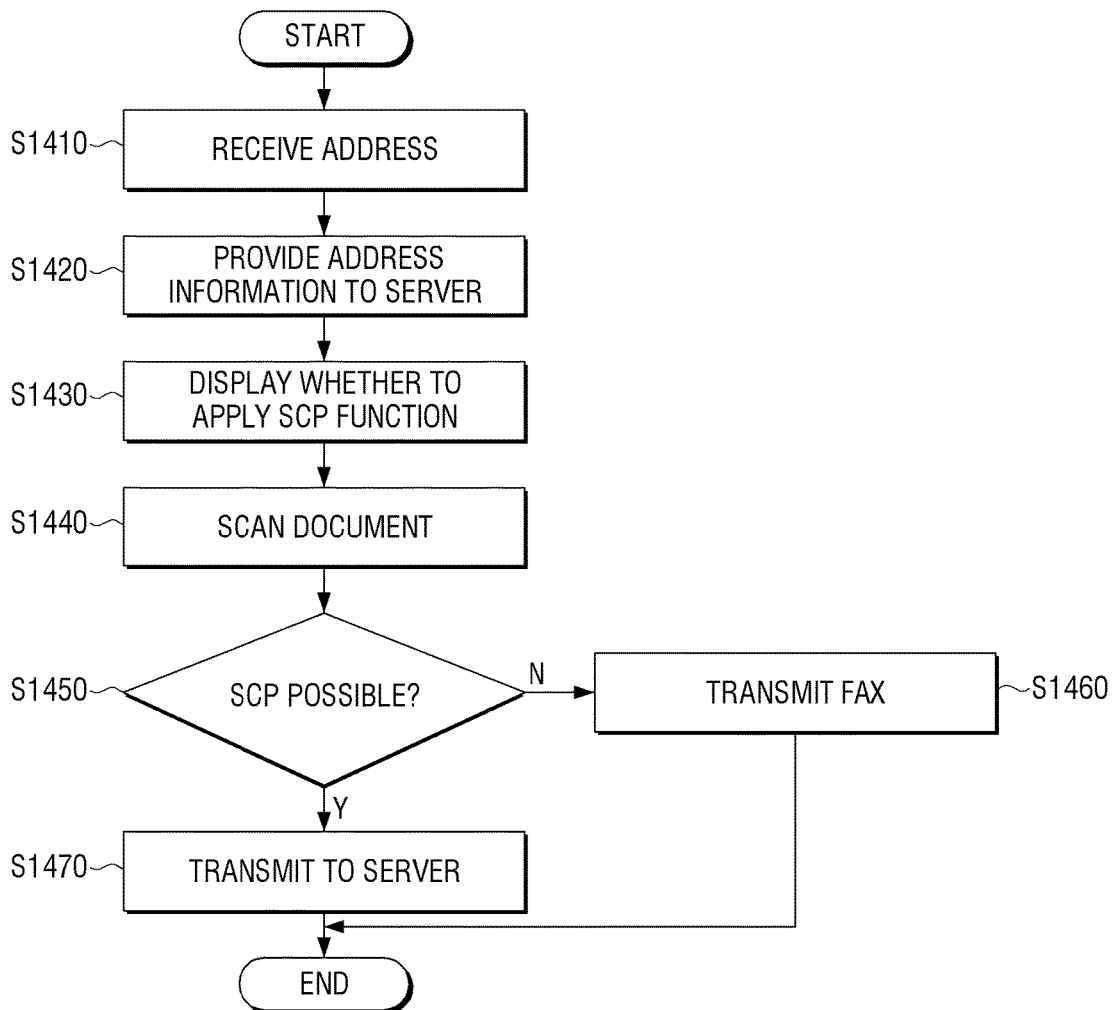 START
S1410
RECEIVE ADDRESS
S1420
PROVIDE ADDRESS
INFORMATION TO SERVER
S1430
DISPLAY WHETHER TO
APPLY SCP FUNCTION
S1440
SCAN DOCUMENT
S1450
SCP POSSIBLE?
N
TRANSMIT FAX
S1460
Y
S1470
TRANSMIT TO SERVER
END